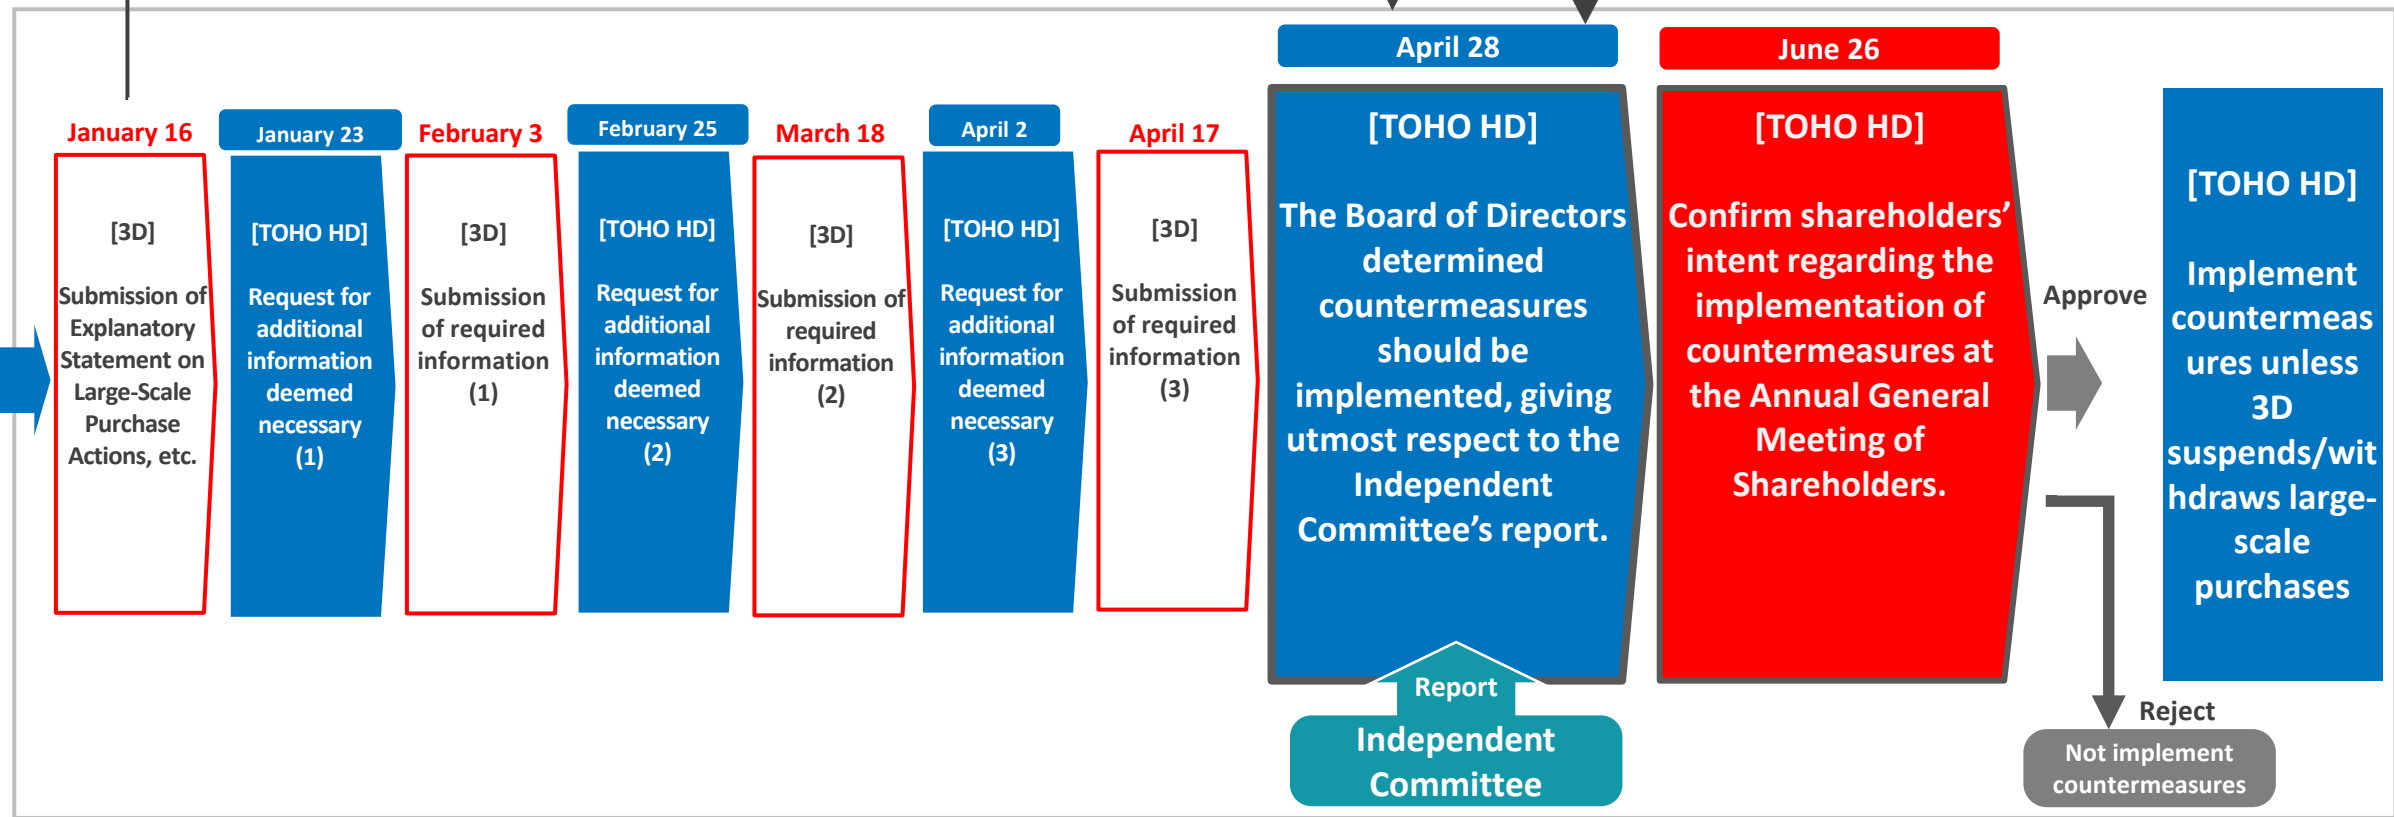 January 16
[3D]
Submission of
Explanatory
Statement on
Large-Scale
Purchase
Actions, etc.
January 23
[TOHO HD]
Request for
additional
information
deemed
necessary
(1)
February 3
[3D]
Submission
of required
information
(1)
February 25
[TOHO HD]
Request for
additional
information
deemed
necessary
(2)
March 18
[3D]
Submission of
required
information
(2)
April 2
[TOHO HD]
Request for
additional
information
deemed
necessary
(3)
April 17
[3D]
Submission
of required
information
(3)
April 28
[TOHO HD]
The Board of Directors
determined
countermeasures
should be
implemented, giving
utmost respect to the
Independent
Committee’s report.
Report
Independent
Committee
June 26
[TOHO HD]
Confirm shareholders’
intent regarding the
implementation of
countermeasures at
the Annual General
Meeting of
Shareholders.
Approve
[TOHO HD]
Implement
countermeas
ures unless
3D
suspends/wit
hdraws large-
scale
purchases
Reject
Not implement
countermeasures